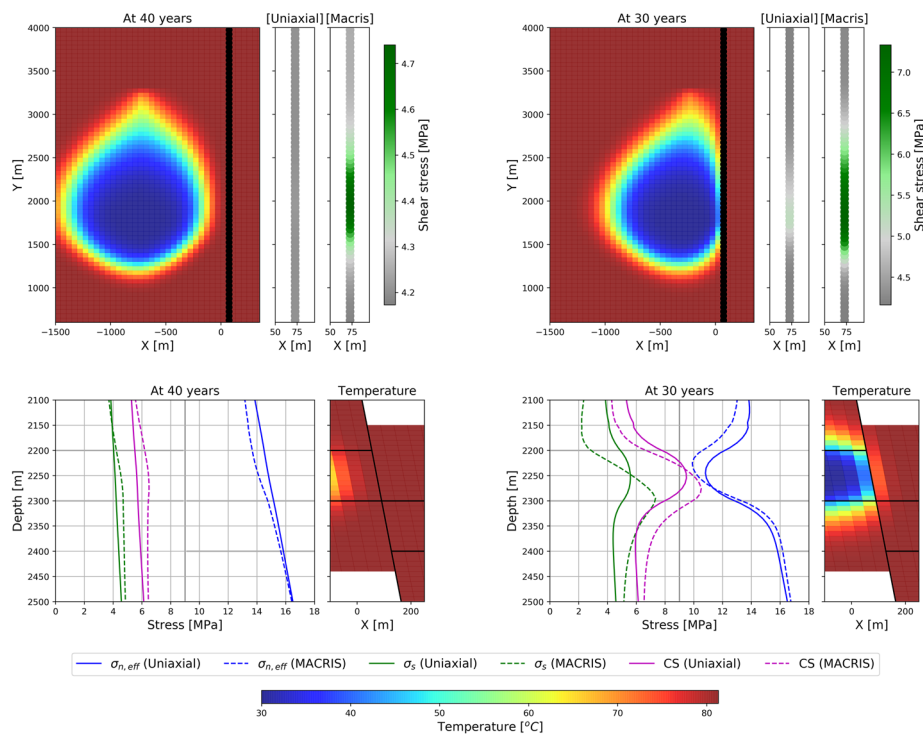 At 40 years [Uniaxial] [Macris]
4000
3500
3000
2500
2000
1500
1000
Y [m]
−1500 −1000 −500 0
X [m]
50 75
X [m]
50 75
X [m]
4.7
4.6
4.5
4.4
4.3
4.2
Shear stress [MPa]
At 30 years [Uniaxial] [Macris]
4000
3500
3000
2500
2000
1500
1000
Y [m]
−1500 −1000 −500 0
X [m]
50 75
X [m]
50 75
X [m]
7.0
6.5
6.0
5.5
5.0
4.5
Shear stress [MPa]
At 40 years
2100
2150
2200
2250
2300
2350
2400
2450
2500
Depth [m]
0 2 4 6 8 10 12 14 16 18
Stress [MPa]
Temperature
0 200
X [m]
At 30 years
2100
2150
2200
2250
2300
2350
2400
2450
2500
Depth [m]
0 2 4 6 8 10 12 14 16 18
Stress [MPa]
Temperature
0 200
X [m]
σn,eff (Uniaxial) σn,eff (MACRIS) σs (Uniaxial) σs (MACRIS) CS (Uniaxial) CS (MACRIS)
30 40 50 60 70 80
Temperature [°C]